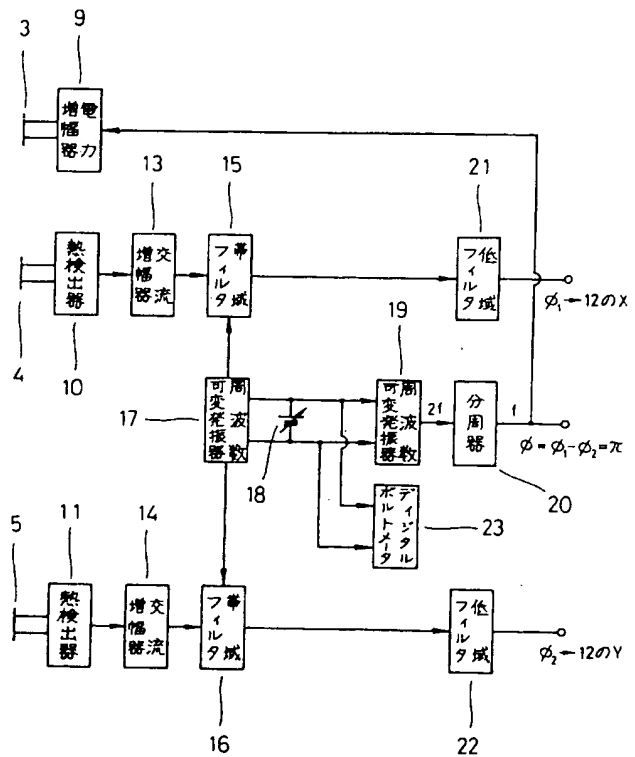 9
3
電力
増幅器
13
15
21
熱検出器
交流
増幅器
帯域
フィルタ
低域
フィルタ
ϕ₁→12のX
4
10
19
17
周波数
可変発振器
18
周波数
可変発振器
2f
分周器
f
ϕ=ϕ₁-ϕ₂=π
20
ディジタル
ボルトメータ
23
5
11
14
熱検出器
交流
増幅器
帯域
フィルタ
低域
フィルタ
ϕ₂→12のY
16
22